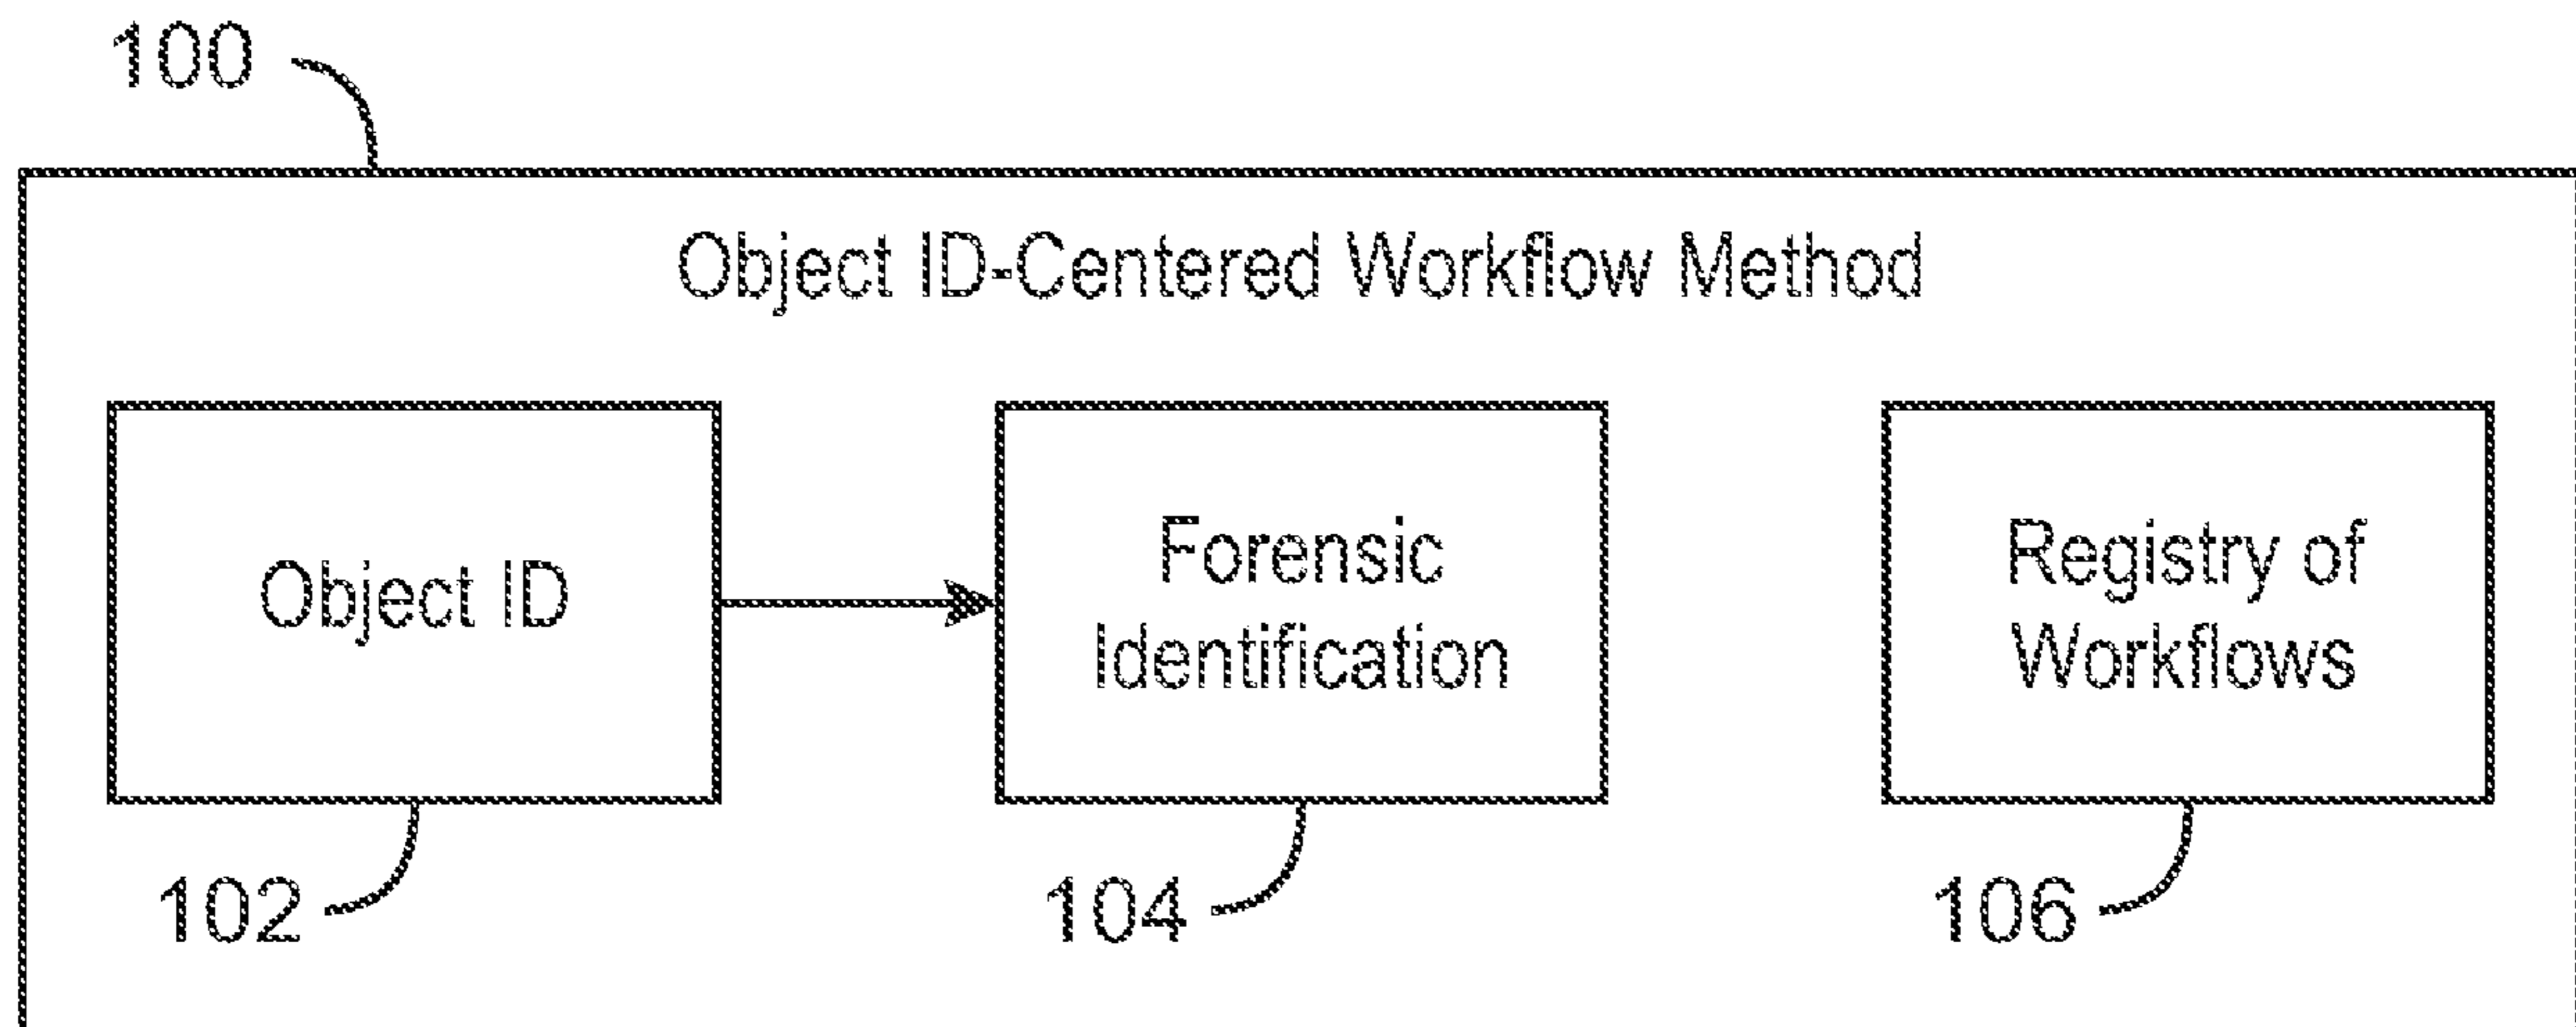 100
Object ID-Centered Workflow Method
Object ID
Forensic
Identification
Registry of
Workflows
102
104
106